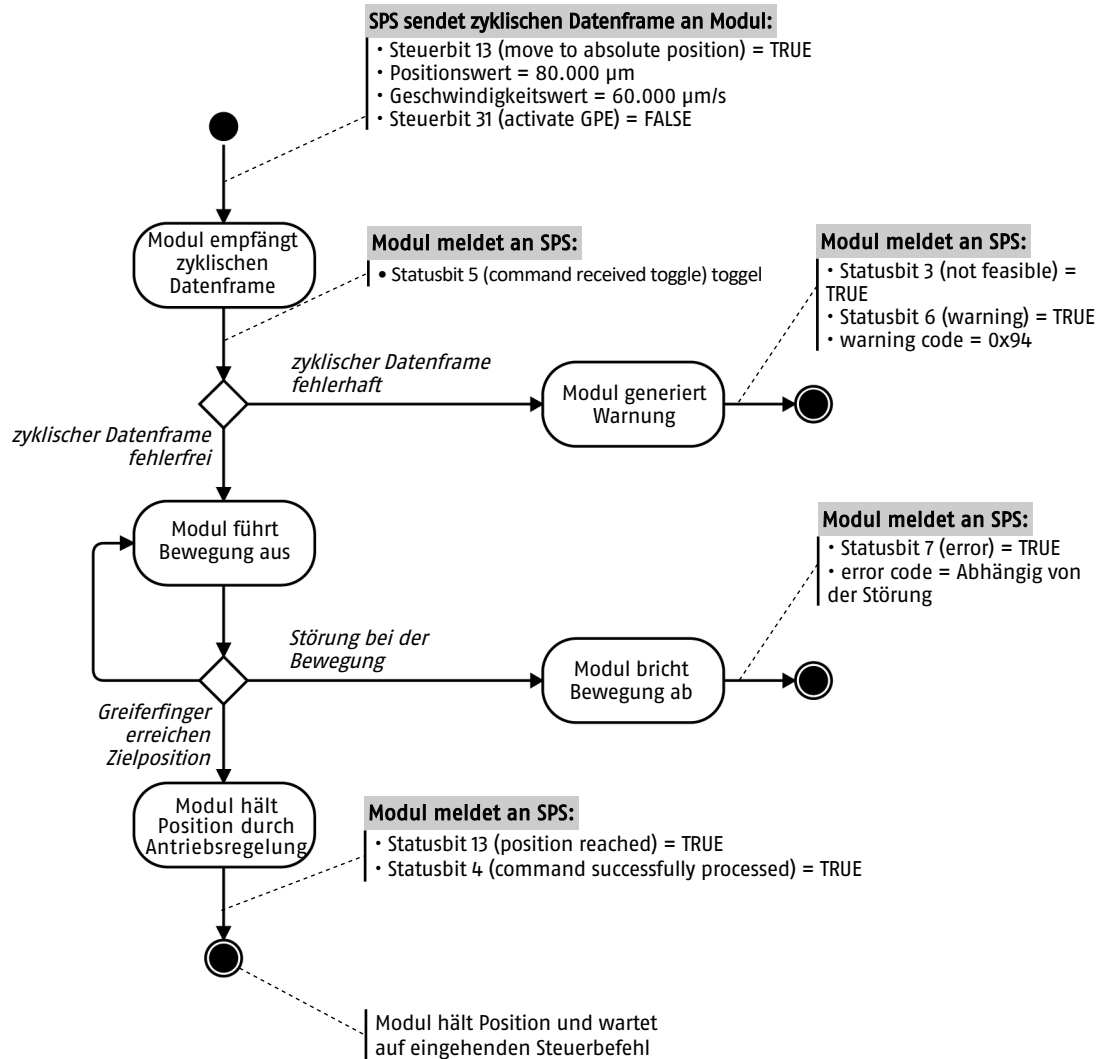 SPS sendet zyklischen Datenframe an Modul:
· Steuerbit 13 (move to absolute position) = TRUE
· Positionswert = 80.000 µm
· Geschwindigkeitswert = 60.000 µm/s
· Steuerbit 31 (activate GPE) = FALSE
Modul empfängt
zyklischen
Datenframe
Modul meldet an SPS:
• Statusbit 5 (command received toggle) toggel
Modul meldet an SPS:
· Statusbit 3 (not feasible) =
TRUE
· Statusbit 6 (warning) = TRUE
· warning code = 0x94
zyklischer Datenframe
fehlerhaft
Modul generiert
Warnung
zyklischer Datenframe
fehlerfrei
Modul führt
Bewegung aus
Modul meldet an SPS:
· Statusbit 7 (error) = TRUE
· error code = Abhängig von
der Störung
Störung bei der
Bewegung
Modul bricht
Bewegung ab
Greiferfinger
erreichen
Zielposition
Modul hält
Position durch
Antriebsregelung
Modul meldet an SPS:
· Statusbit 13 (position reached) = TRUE
· Statusbit 4 (command successfully processed) = TRUE
Modul hält Position und wartet
auf eingehenden Steuerbefehl